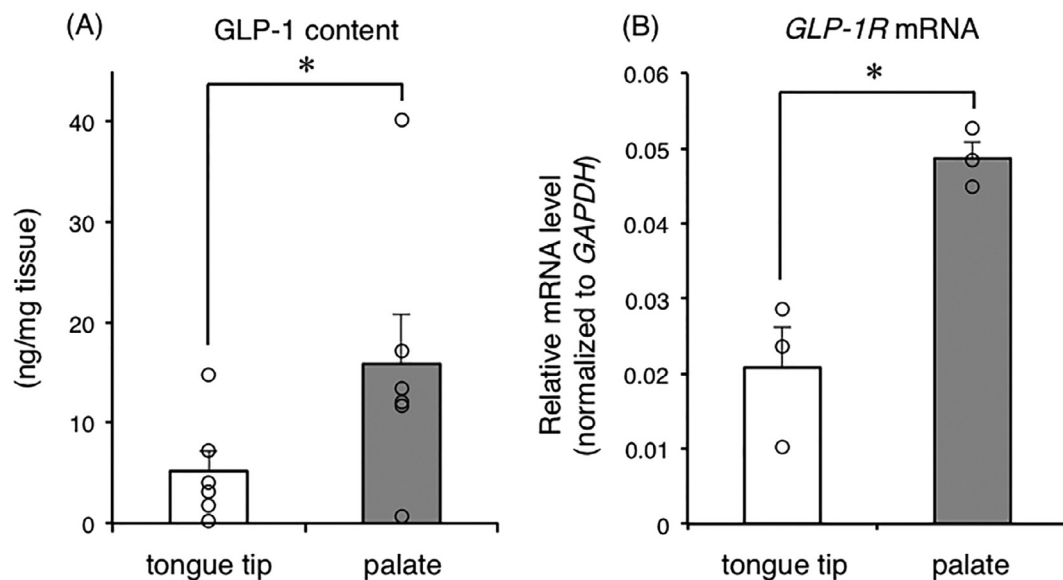 (A)
GLP-1 content
*
(ng/mg tissue)
40
30
20
10
0
tongue tip
palate
(B)
GLP-1R mRNA
*
Relative mRNA level
(normalized to GAPDH)
0.06
0.05
0.04
0.03
0.02
0.01
0
tongue tip
palate